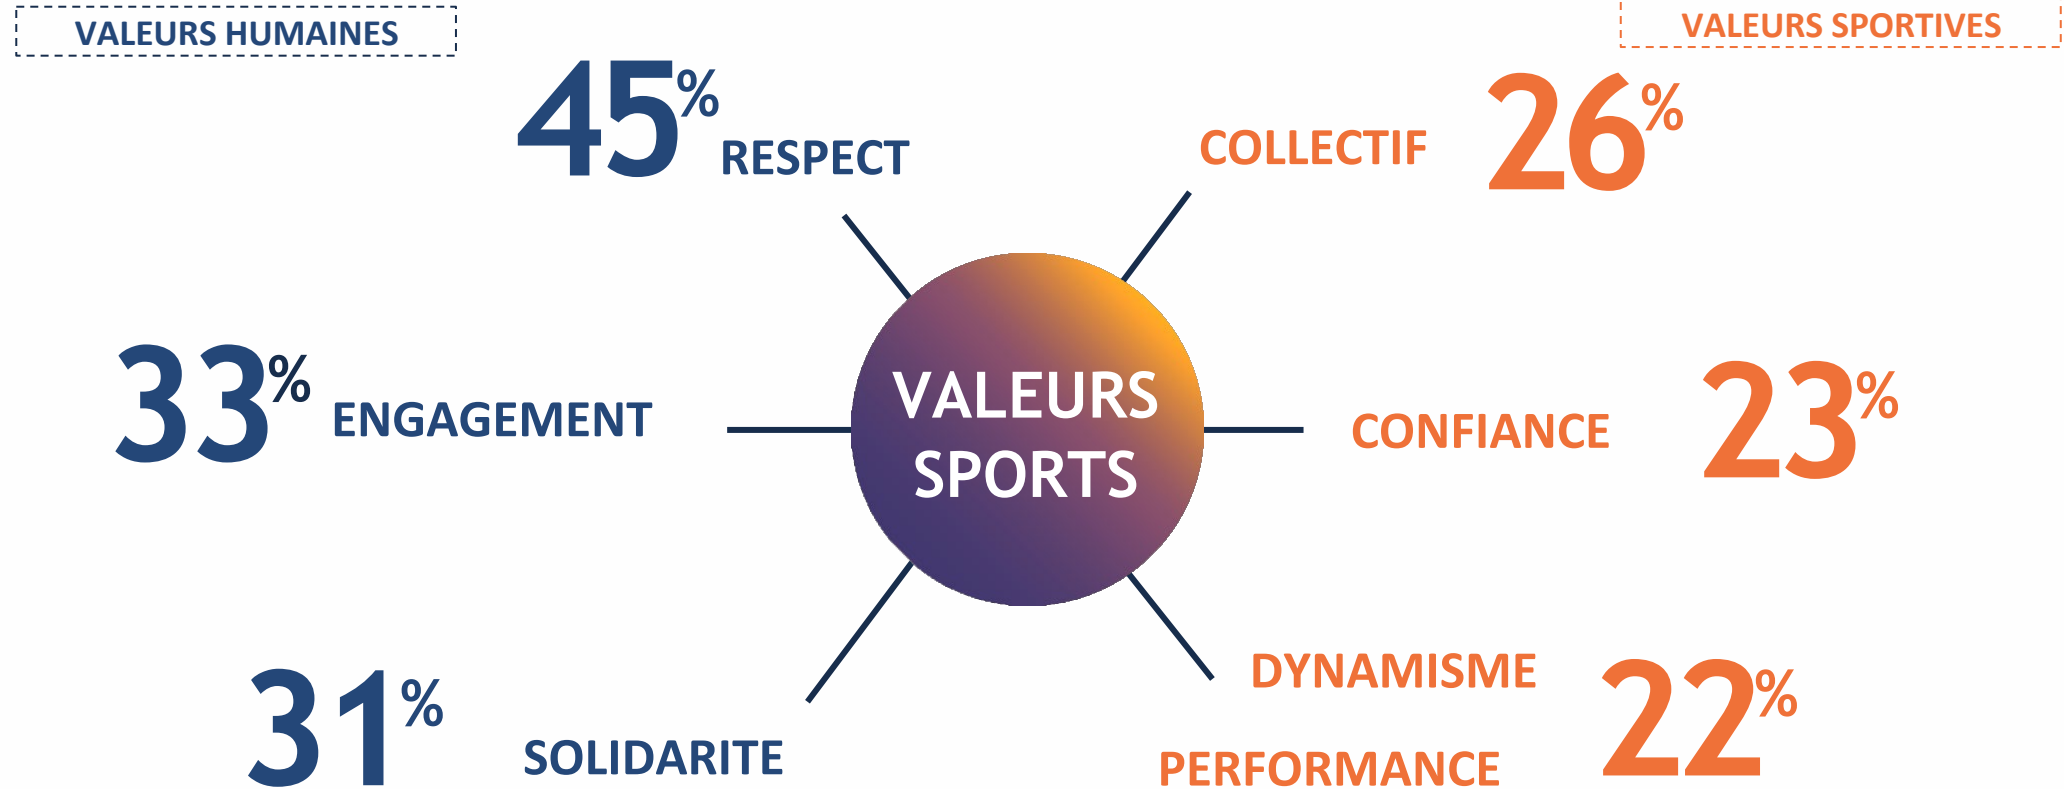 VALEURS HUMAINES
VALEURS SPORTIVES
45% RESPECT
COLLECTIF 26%
33% ENGAGEMENT
VALEURS
SPORTS
CONFIANCE 23%
31% SOLIDARITE
DYNAMISME
PERFORMANCE
22%